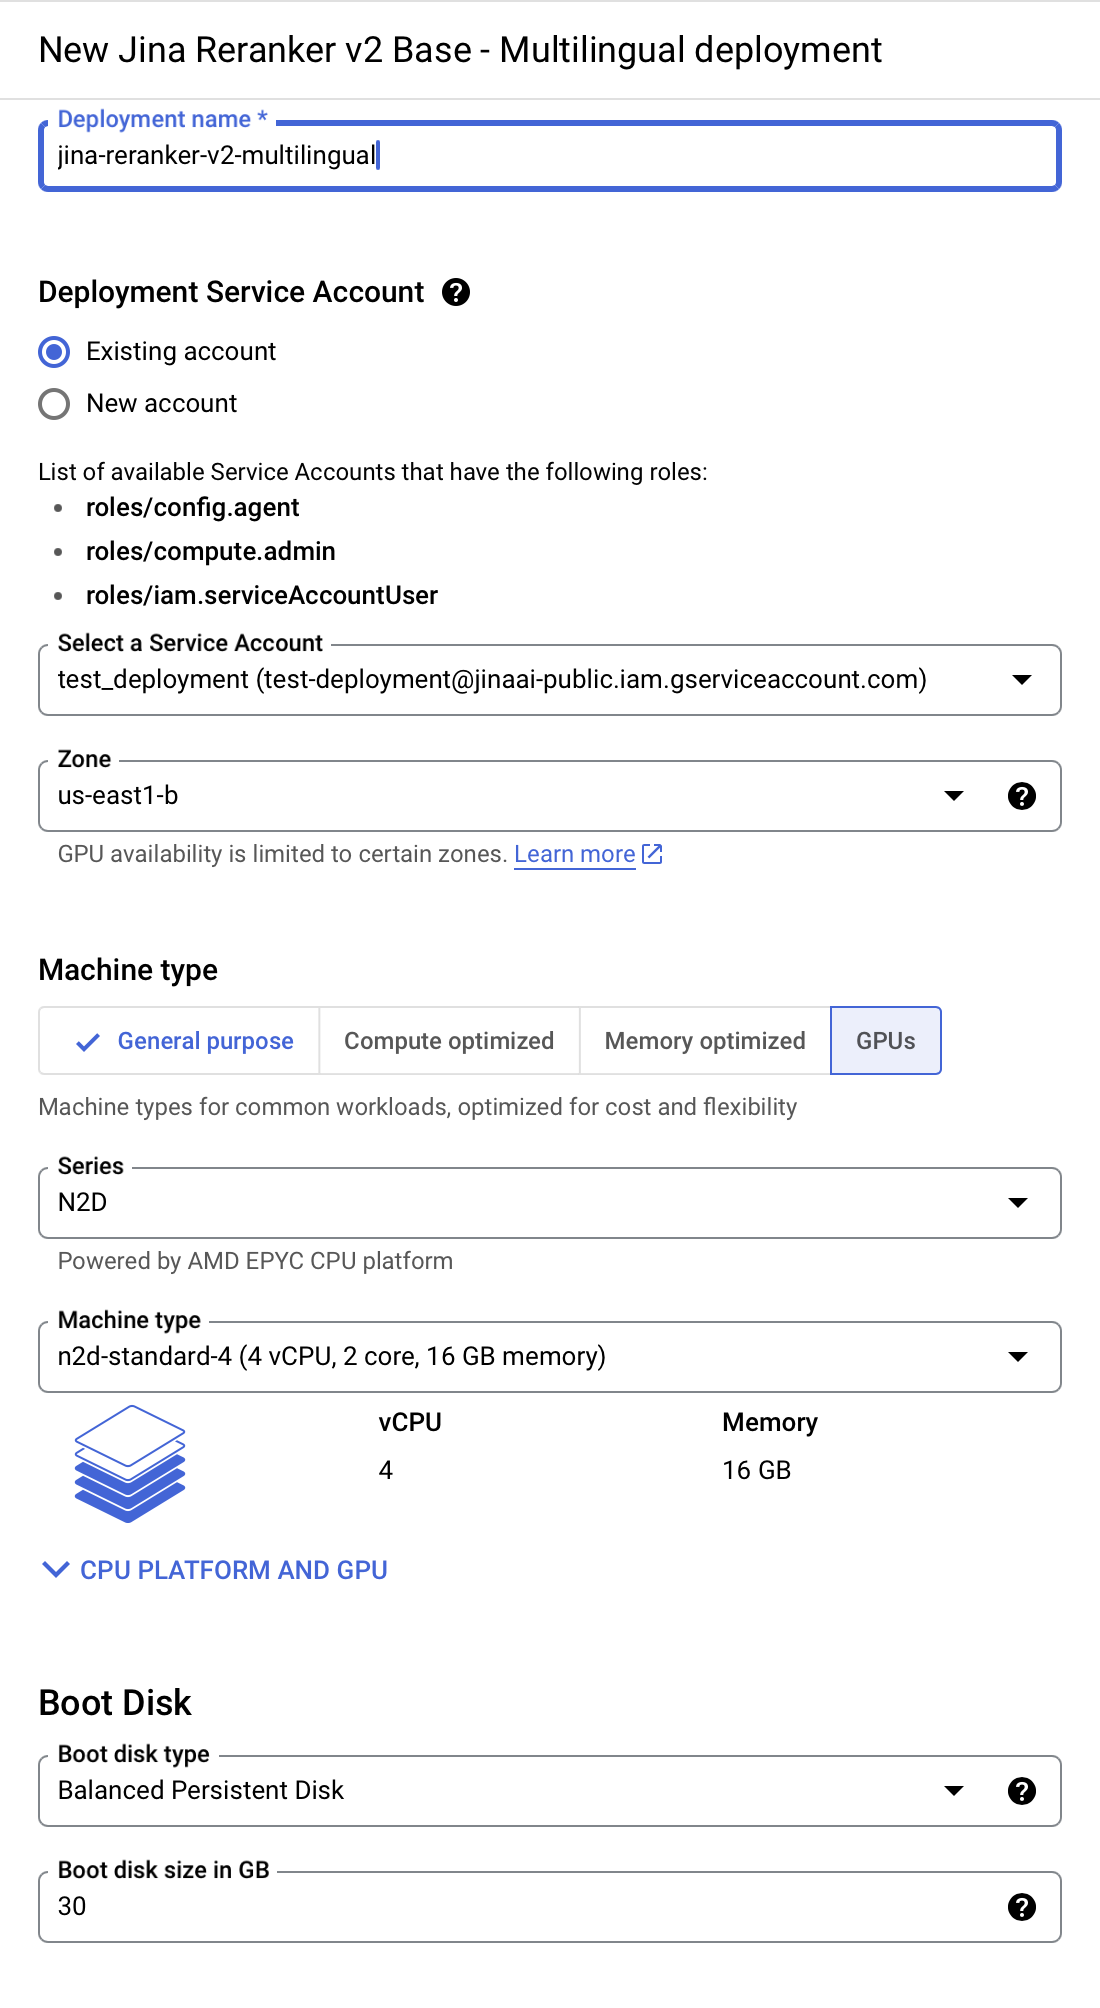 New Jina Reranker v2 Base - Multilingual deployment
Deployment name *
jina-reranker-v2-multilingual
Deployment Service Account
Existing account
New account
List of available Service Accounts that have the following roles:
• roles/config.agent
• roles/compute.admin
• roles/iam.serviceAccountUser
Select a Service Account
test_deployment (test-deployment@jinaai-public.iam.gserviceaccount.com)
Zone
us-east1-b
GPU availability is limited to certain zones. Learn more
Machine type
General purpose Compute optimized Memory optimized GPUs
Machine types for common workloads, optimized for cost and flexibility
Series
N2D
Powered by AMD EPYC CPU platform
Machine type
n2d-standard-4 (4 vCPU, 2 core, 16 GB memory)
vCPU Memory
4 16 GB
CPU PLATFORM AND GPU
Boot Disk
Boot disk type
Balanced Persistent Disk
Boot disk size in GB
30